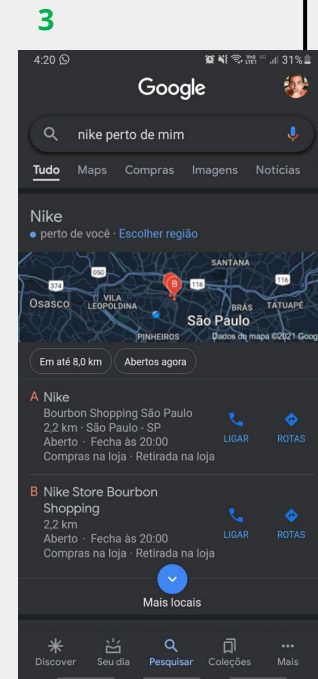 3
4:20
31%
Google
nike perto de mim
Tudo Maps Compras Imagens Notícias
Nike
perto de você · Escolher região
SANTANA
050
116
116
374
Osasco
VILA
LEOPOLDINA
B
BRÁS
TATUAPÉ
São Paulo
PINHEIROS
Dados do mapa ©2021 Goog
Em até 8,0 km
Abertos agora
A Nike
Bourbon Shopping São Paulo
2,2 km · São Paulo - SP
Aberto · Fecha às 20:00
Compras na loja · Retirada na loja
LIGAR
ROTAS
B Nike Store Bourbon
Shopping
2,2 km
Aberto · Fecha às 20:00
Compras na loja · Retirada na loja
LIGAR
ROTAS
Mais locais
Discover Seu dia Pesquisar Coleções Mais